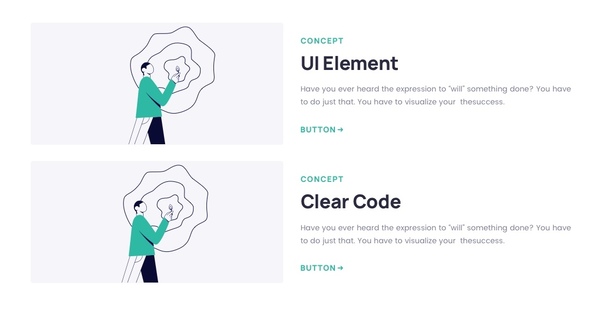 CONCEPT
UI Element
Have you ever heard the expression to "will" something done? You have
to do just that. You have to visualize your thesuccess.
BUTTON →
CONCEPT
Clear Code
Have you ever heard the expression to "will" something done? You have
to do just that. You have to visualize your thesuccess.
BUTTON →